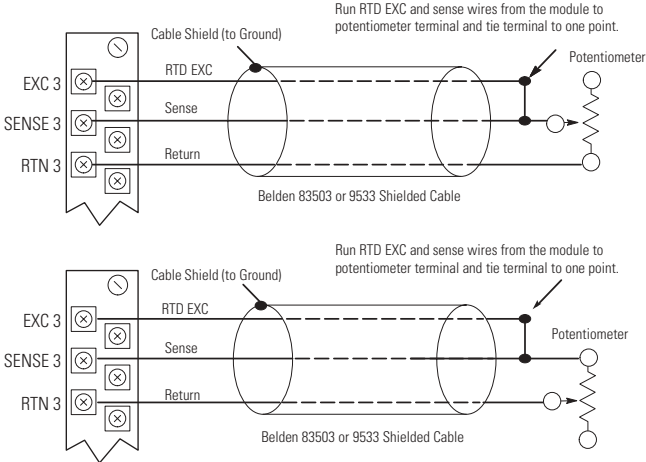 Run RTD EXC and sense wires from the module to
potentiometer terminal and tie terminal to one point.
Cable Shield (to Ground)
Potentiometer
RTD EXC
EXC 3
Sense
SENSE 3
Return
RTN 3
Belden 83503 or 9533 Shielded Cable
Run RTD EXC and sense wires from the module to
potentiometer terminal and tie terminal to one point.
Cable Shield (to Ground)
RTD EXC
EXC 3
Potentiometer
Sense
SENSE 3
Return
RTN 3
Belden 83503 or 9533 Shielded Cable